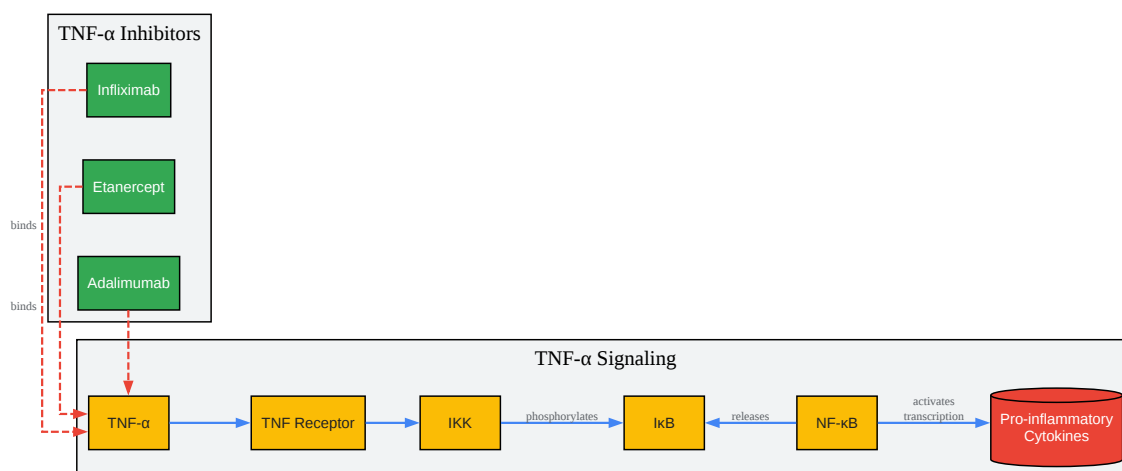 TNF-α Inhibitors
Infliximab
Etanercept
binds
Adalimumab
binds
TNF-α Signaling
TNF-α
TNF Receptor
IKK
phosphorylates
IκB
releases
NF-κB
activates
transcription
Pro-inflammatory
Cytokines